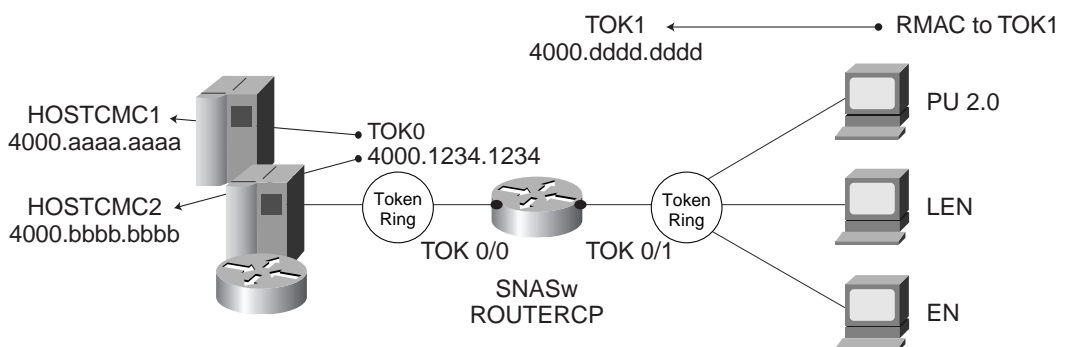 TOK1
4000.dddd.dddd
RMAC to TOK1
HOSTCMC1
4000.aaaa.aaaa
TOK0
4000.1234.1234
PU 2.0
HOSTCMC2
4000.bbbb.bbbb
Token
Ring
Token
Ring
LEN
TOK 0/0
TOK 0/1
SNASw
ROUTERCP
EN